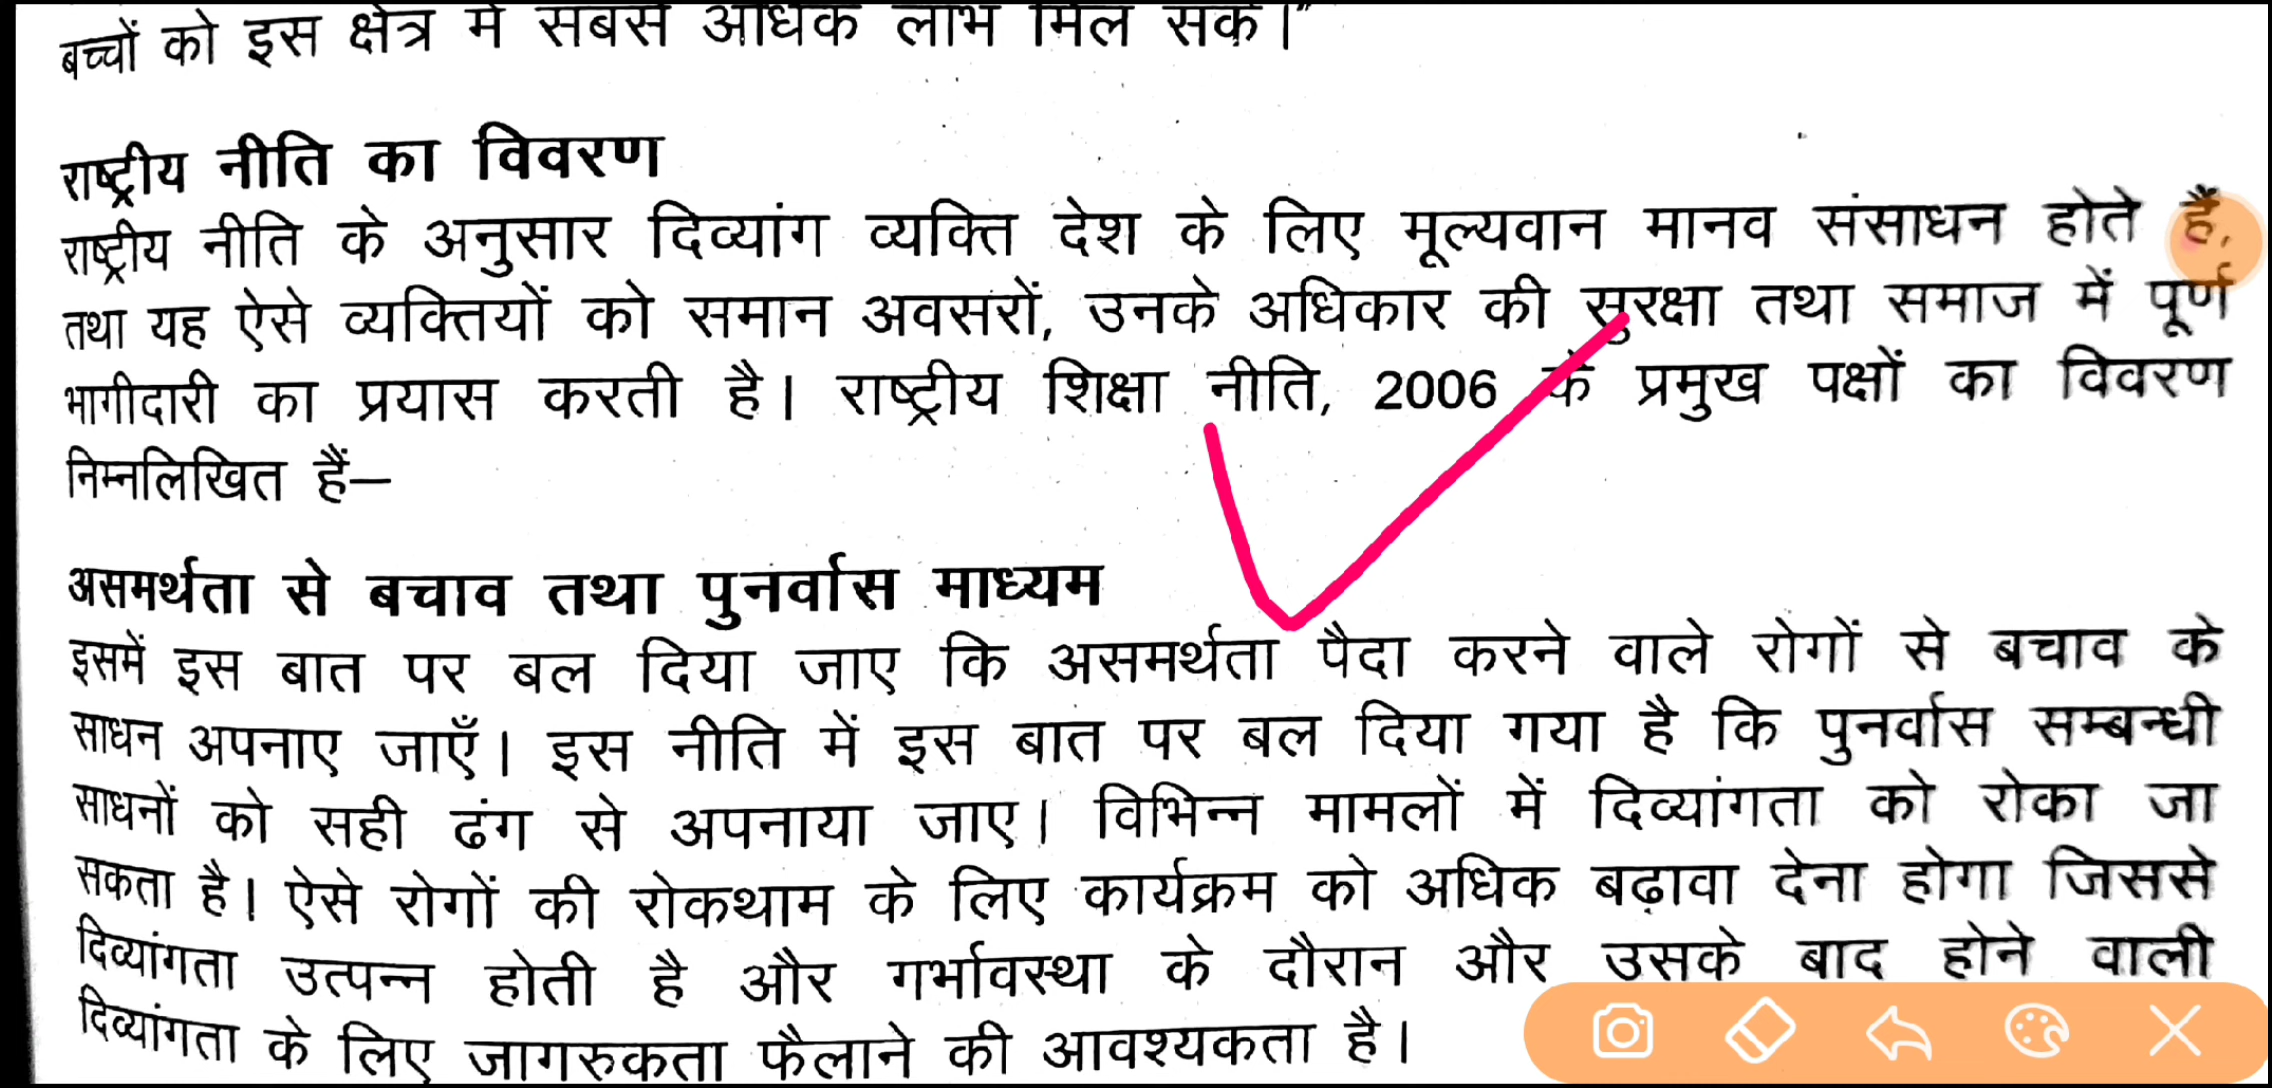 बच्चों को इस क्षेत्र में सबसे अधिक लाभ मिल सके।”
राष्ट्रीय नीति का विवरण
राष्ट्रीय नीति के अनुसार दिव्यांग व्यक्ति देश के लिए मूल्यवान मानव संसाधन होते हैं,
तथा यह ऐसे व्यक्तियों को समान अवसरों, उनके अधिकार की सुरक्षा तथा समाज में पूर्ण
भागीदारी का प्रयास करती है। राष्ट्रीय शिक्षा नीति, 2006 के प्रमुख पक्षों का विवरण
निम्नलिखित हैं—
असमर्थता से बचाव तथा पुनर्वास माध्यम
इसमें इस बात पर बल दिया जाए कि असमर्थता पैदा करने वाले रोगों से बचाव के
साधन अपनाए जाएँ। इस नीति में इस बात पर बल दिया गया है कि पुनर्वास सम्बन्धी
साधनों को सही ढंग से अपनाया जाए। विभिन्न मामलों में दिव्यांगता को रोका जा
सकता है। ऐसे रोगों की रोकथाम के लिए कार्यक्रम को अधिक बढ़ावा देना होगा जिससे
दिव्यांगता उत्पन्न होती है और गर्भावस्था के दौरान और उसके बाद होने वाली
दिव्यांगता के लिए जागरुकता फैलाने की आवश्यकता है।